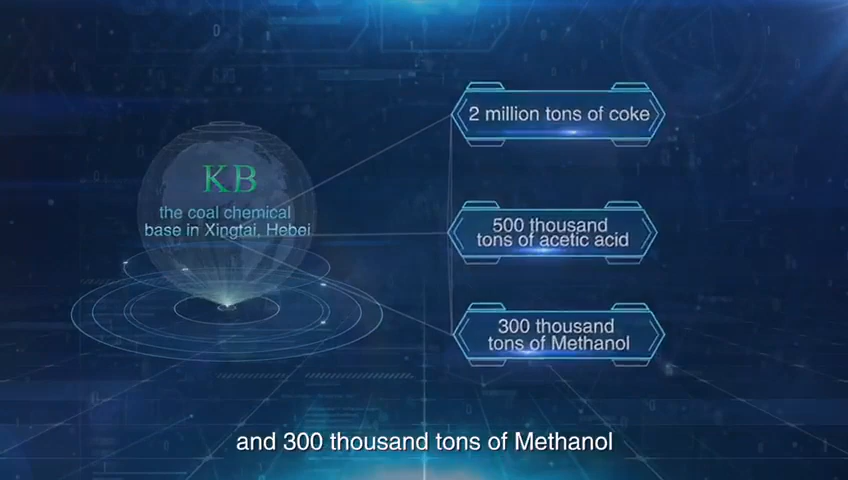 KB
the coal chemical
base in Xingtai, Hebei
2 million tons of coke
500 thousand
tons of acetic acid
300 thousand
tons of Methanol
and 300 thousand tons of Methanol